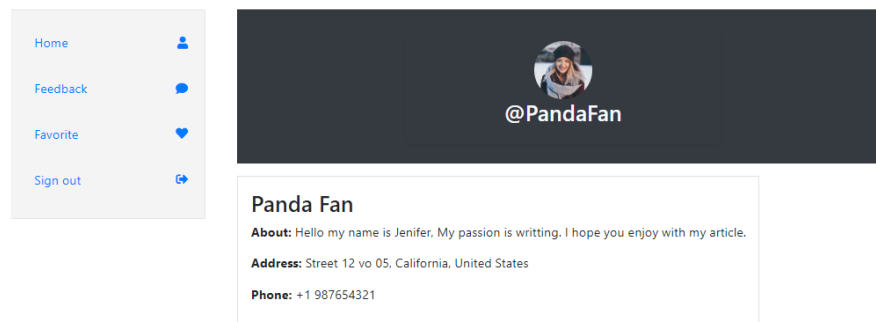 Home
Feedback
Favorite
Sign out
@PandaFan
Panda Fan
About: Hello my name is Jenifer, My passion is writting. I hope you enjoy with my article.
Address: Street 12 vo 05, California, United States
Phone: +1 987654321